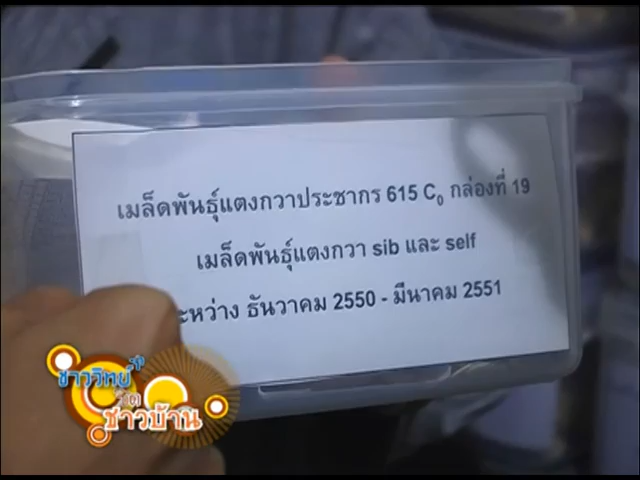 เมล็ดพันธุ์แตงกวาประชากร 615 C₀ กล่องที่ 19
เมล็ดพันธุ์แตงกวา sib และ self
ะหว่าง ธันวาคม 2550 - มีนาคม 2551
ชาววิทย์
ชาวบ้าน